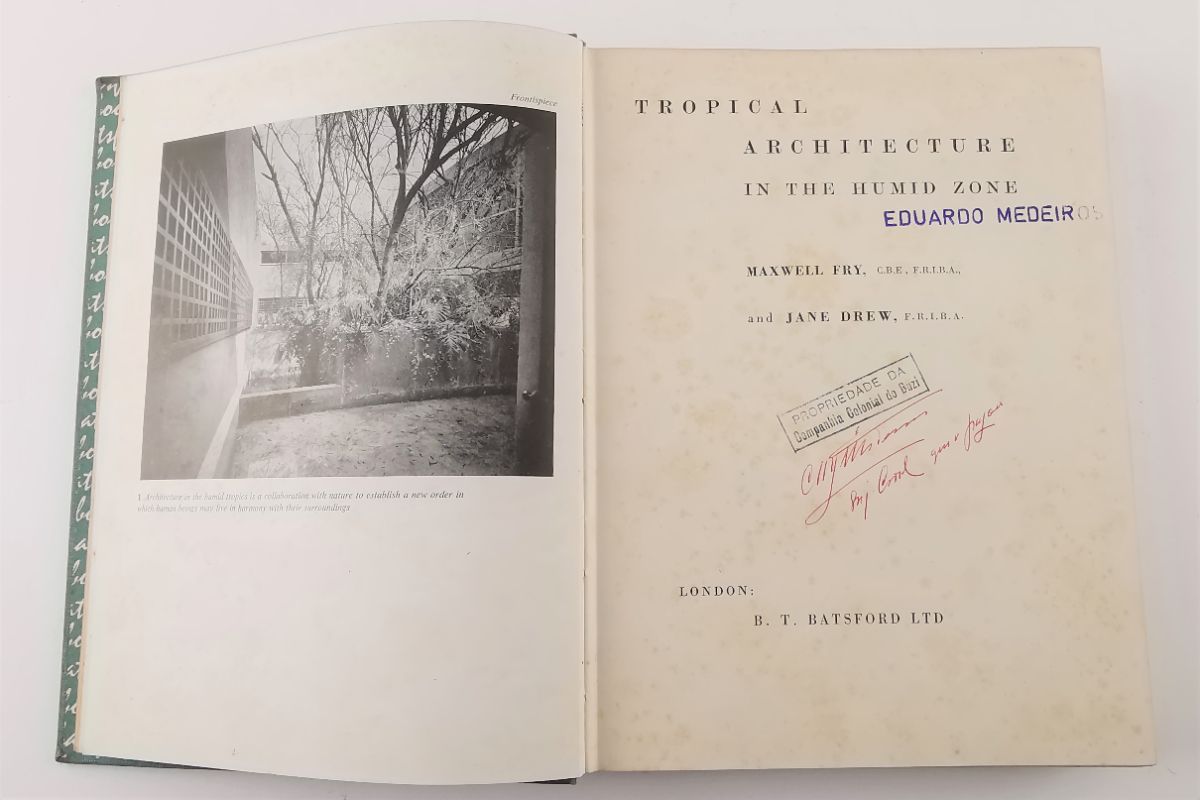 Frontispiece
1 Architecture in the humid tropics is a collaboration with nature to establish a new order in
which human beings may live in harmony with their surroundings
TROPICAL
ARCHITECTURE
IN THE HUMID ZONE
EDUARDO MEDEIROS
MAXWELL FRY, C.B.E., F.R.I.B.A.,
and JANE DREW, F.R.I.B.A.
PROPRIEDADE DA
Companhia Colonial do Buzi
LONDON:
B. T. BATSFORD LTD